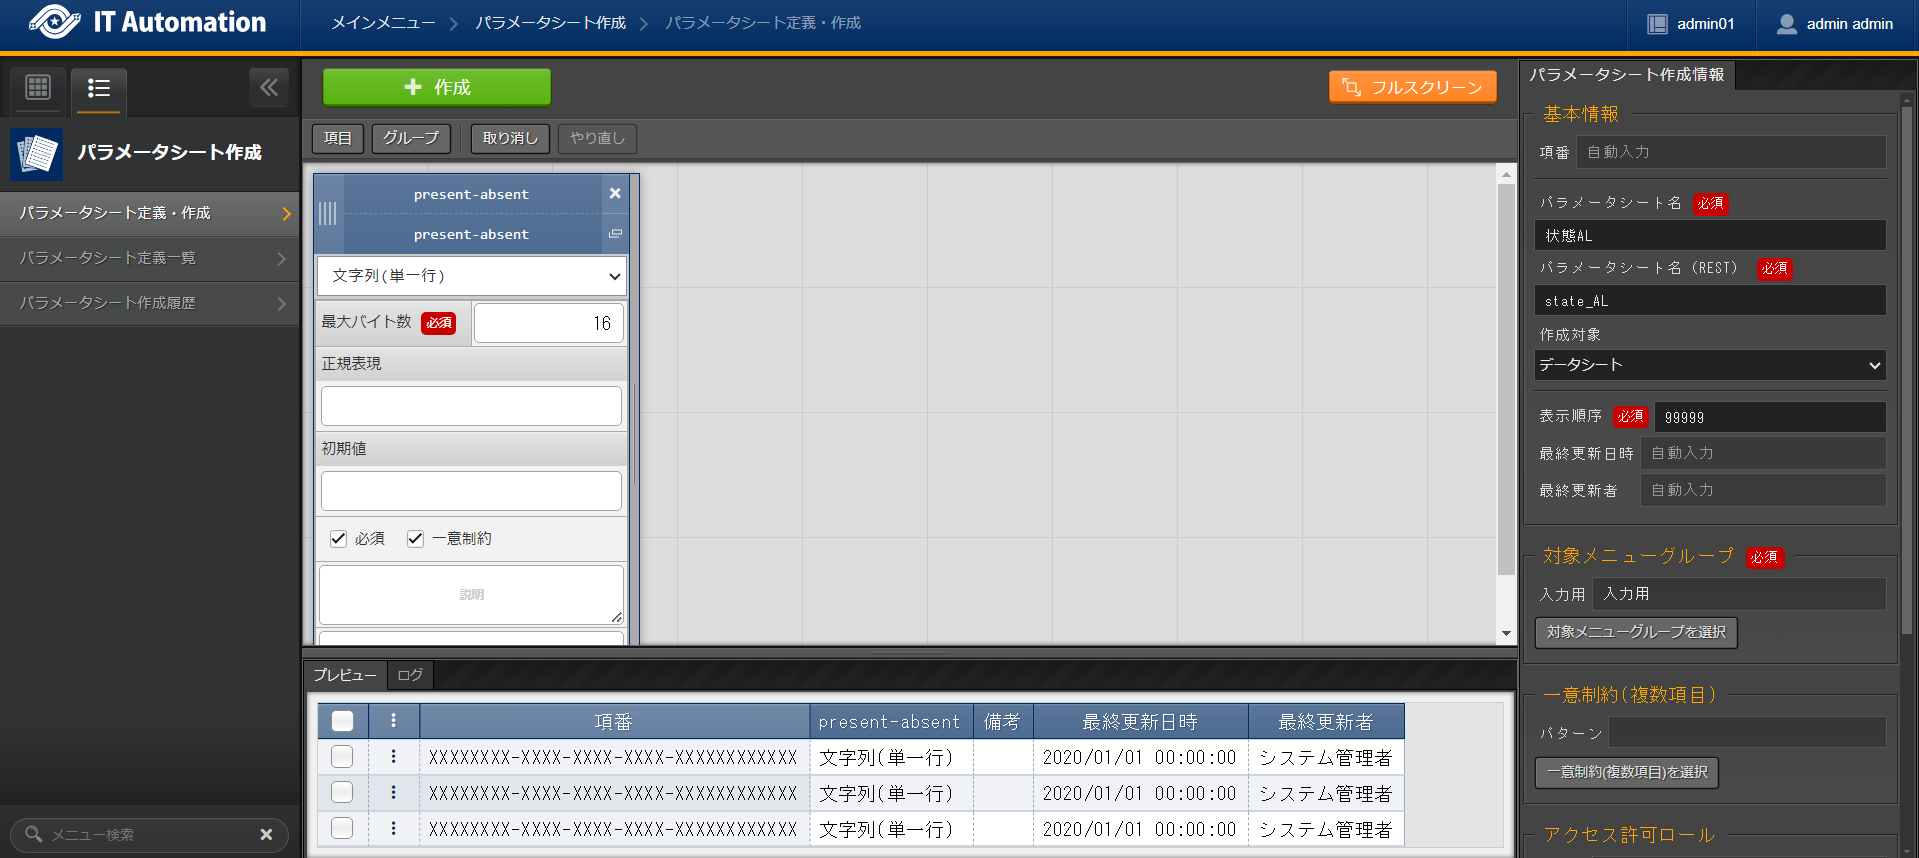 IT Automation
メインメニュー
パラメータシート作成
パラメータシート定義・作成
admin01
admin admin
パラメータシート作成
パラメータシート定義・作成
パラメータシート定義一覧
パラメータシート作成履歴
メニュー検索
作成
フルスクリーン
項目
グループ
取り消し
やり直し
present-absent
present-absent
文字列(単一行)
最大バイト数 必須 16
正規表現
初期値
必須 一意制約
説明
プレビュー
ログ
項番 present-absent 備考 最終更新日時 最終更新者
XXXXXXXX-XXXX-XXXX-XXXX-XXXXXXXXXXXX 文字列(単一行) 2020/01/01 00:00:00 システム管理者
XXXXXXXX-XXXX-XXXX-XXXX-XXXXXXXXXXXX 文字列(単一行) 2020/01/01 00:00:00 システム管理者
XXXXXXXX-XXXX-XXXX-XXXX-XXXXXXXXXXXX 文字列(単一行) 2020/01/01 00:00:00 システム管理者
パラメータシート作成情報
基本情報
項番 自動入力
パラメータシート名 必須
状態AL
パラメータシート名（REST） 必須
state_AL
作成対象
データシート
表示順序 必須 99999
最終更新日時 自動入力
最終更新者 自動入力
対象メニューグループ 必須
入力用 入力用
対象メニューグループを選択
一意制約(複数項目)
パターン
一意制約(複数項目)を選択
アクセス許可ロール